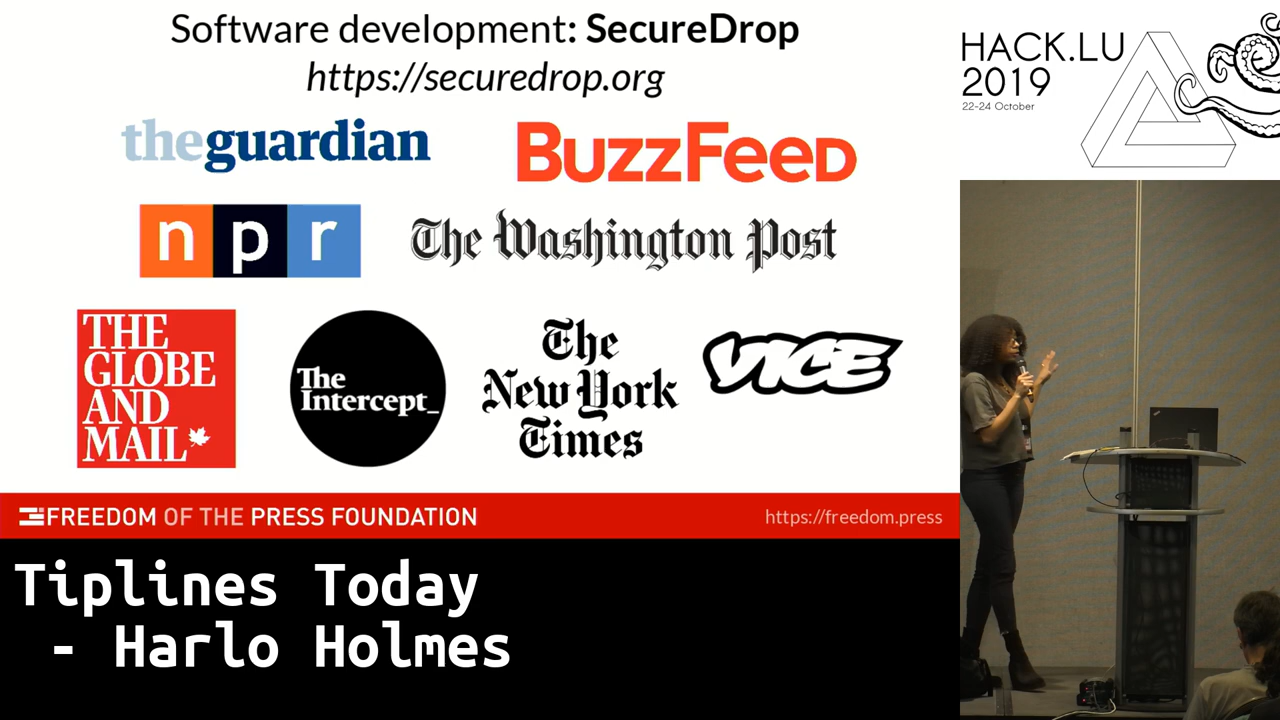 Software development: SecureDrop
https://securedrop.org
theguardian
BuzzFeed
npr
The Washington Post
THE
GLOBE
AND
MAIL
The
Intercept_
The
New York
Times
VICE
FREEDOM OF THE PRESS FOUNDATION
https://freedom.press
Tiplines Today
- Harlo Holmes
HACK.LU
2019
22-24 October